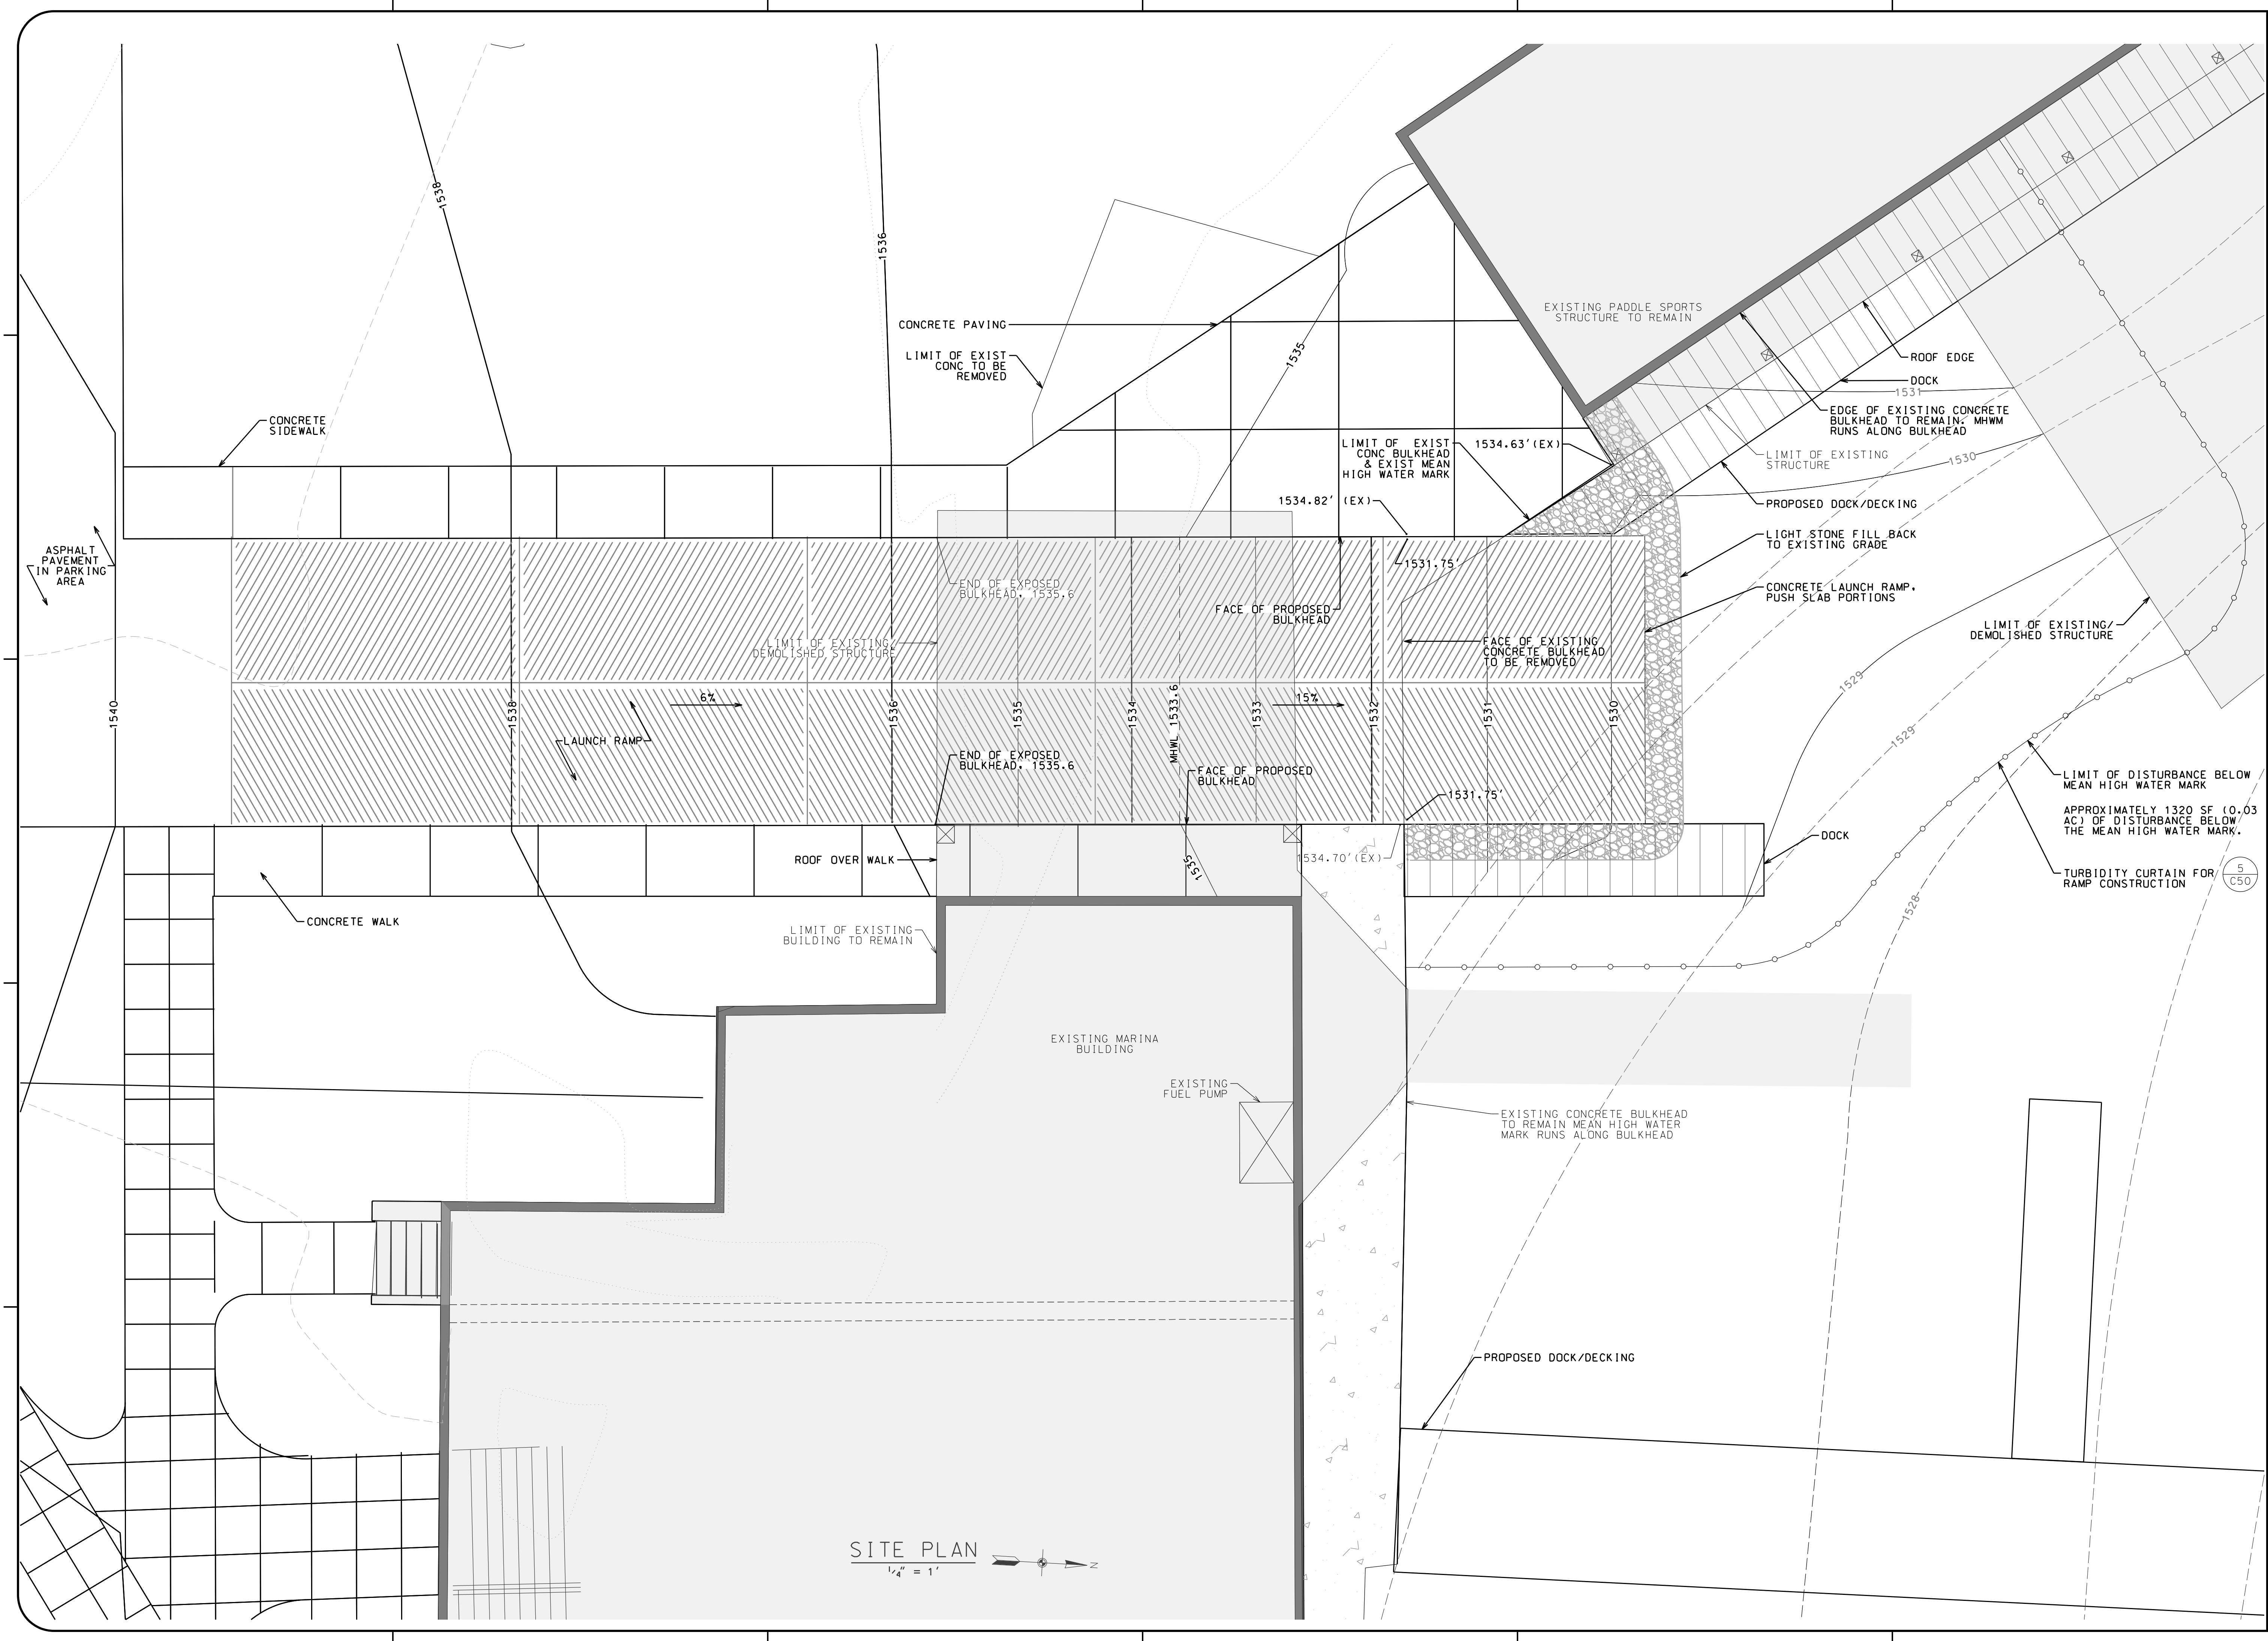 1538
1536
CONCRETE PAVING
LIMIT OF EXIST
CONC TO BE
REMOVED
1535
EXISTING PADDLE SPORTS
STRUCTURE TO REMAIN
ROOF EDGE
DOCK
1531
EDGE OF EXISTING CONCRETE
BULKHEAD TO REMAIN. MHWM
RUNS ALONG BULKHEAD
CONCRETE
SIDEWALK
LIMIT OF EXIST
CONC BULKHEAD
& EXIST MEAN
HIGH WATER MARK
1534.63'(EX)
LIMIT OF EXISTING
STRUCTURE
1530
1534.82' (EX)
PROPOSED DOCK/DECKING
LIGHT STONE FILL BACK
TO EXISTING GRADE
ASPHALT
PAVEMENT
IN PARKING
AREA
1531.75'
END OF EXPOSED
BULKHEAD, 1535.6
CONCRETE LAUNCH RAMP,
PUSH SLAB PORTIONS
FACE OF PROPOSED
BULKHEAD
LIMIT OF EXISTING/
DEMOLISHED STRUCTURE
LIMIT OF EXISTING/
DEMOLISHED STRUCTURE
FACE OF EXISTING
CONCRETE BULKHEAD
TO BE REMOVED
1529
6%
15%
1540
1538
1536
1535
1534
MHWL 1533.6
1533
1532
1531
1530
1529
LAUNCH RAMP
END OF EXPOSED
BULKHEAD, 1535.6
FACE OF PROPOSED
BULKHEAD
1531.75'
LIMIT OF DISTURBANCE BELOW
MEAN HIGH WATER MARK
APPROXIMATELY 1320 SF (0.03
AC) OF DISTURBANCE BELOW
THE MEAN HIGH WATER MARK.
DOCK
ROOF OVER WALK
1535
1534.70'(EX)
TURBIDITY CURTAIN FOR
RAMP CONSTRUCTION
5
C50
1528
CONCRETE WALK
LIMIT OF EXISTING
BUILDING TO REMAIN
EXISTING MARINA
BUILDING
EXISTING
FUEL PUMP
EXISTING CONCRETE BULKHEAD
TO REMAIN MEAN HIGH WATER
MARK RUNS ALONG BULKHEAD
PROPOSED DOCK/DECKING
SITE PLAN
1/4" = 1'
N